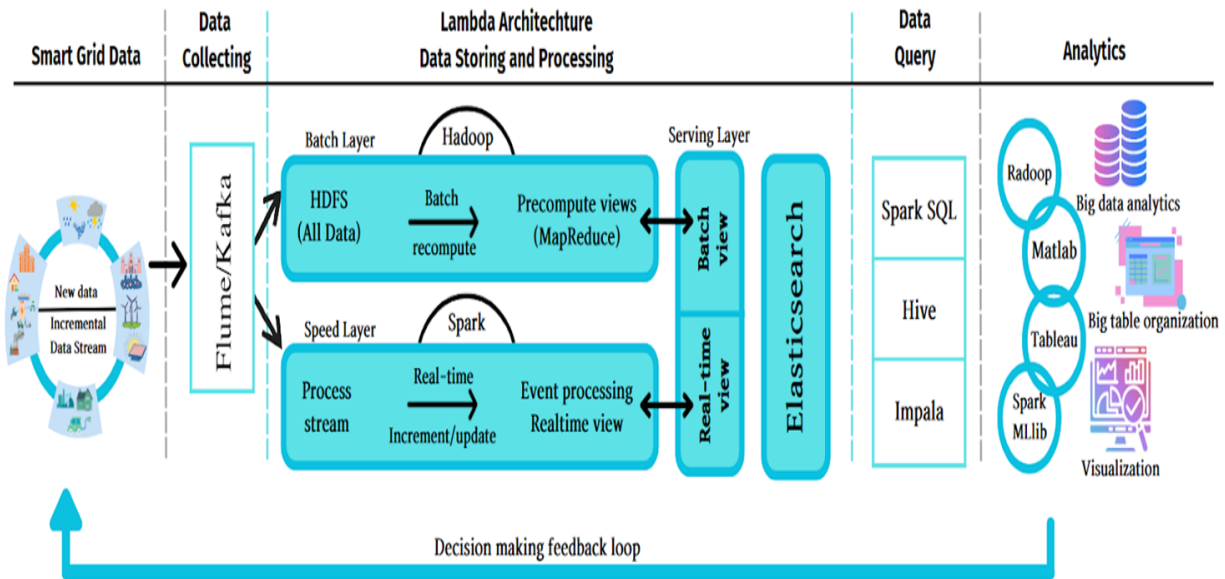 Smart Grid Data
Data
Collecting
Lambda Architechture
Data Storing and Processing
Data
Query
Analytics
New data
Incremental
Data Stream
Flume/Kafka
Batch Layer
Hadoop
HDFS
(All Data)
Batch
recompute
Precompute views
(MapReduce)
Speed Layer
Spark
Process
stream
Real-time
Increment/update
Event processing
Realtime view
Serving Layer
Batch
view
Real-time
view
Elasticsearch
Spark SQL
Hive
Impala
Radoop
Matlab
Tableau
Spark
MLlib
Big data analytics
Big table organization
Visualization
Decision making feedback loop